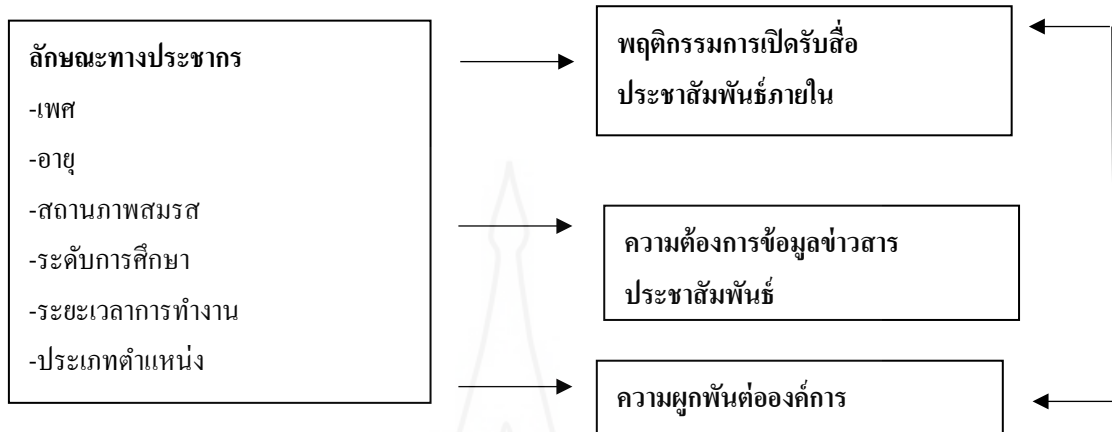 ลักษณะทางประชากร
-เพศ
-อายุ
-สถานภาพสมรส
-ระดับการศึกษา
-ระยะเวลาการทำงาน
-ประเภทตำแหน่ง
พฤติกรรมการเปิดรับสื่อ
ประชาสัมพันธ์ภายใน
ความต้องการข้อมูลข่าวสาร
ประชาสัมพันธ์
ความผูกพันต่อองค์การ